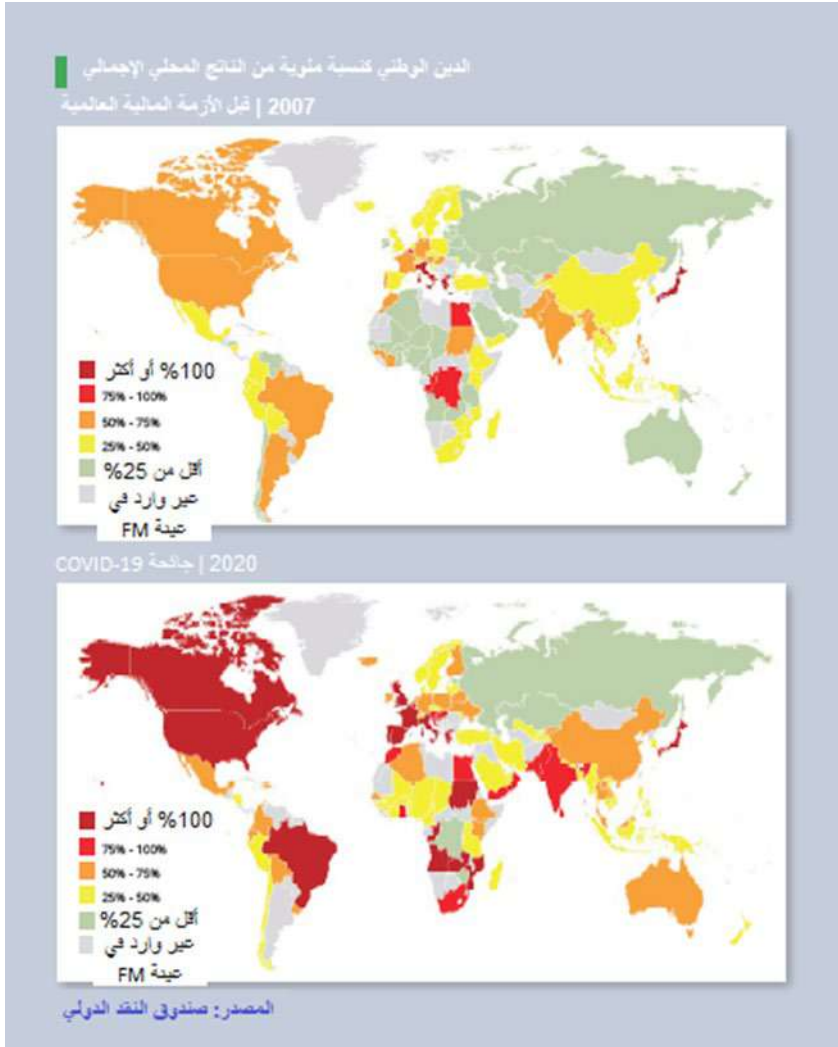 الدين الوطني كنسبة مئوية من الناتج المحلي الإجمالي
2007 | قبل الأزمة المالية العالمية
100% أو أكثر
75% - 100%
50% - 75%
25% - 50%
أقل من 25%
عير وارد في
عينة FM
2020 | جائحة COVID-19
100% أو أكثر
75% - 100%
50% - 75%
25% - 50%
أقل من 25%
عير وارد في
عينة FM
المصدر: صندوق النقد الدولي